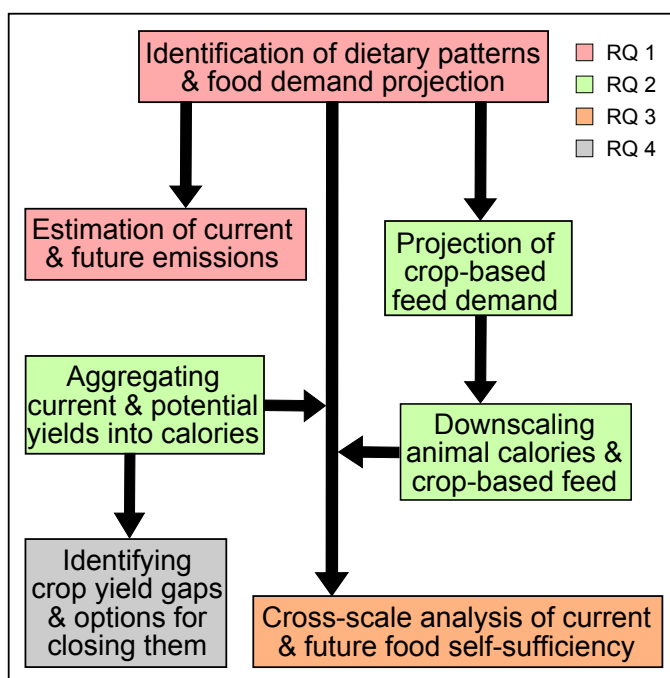 Identification of dietary patterns
& food demand projection
RQ 1
RQ 2
RQ 3
RQ 4
Estimation of current
& future emissions
Projection of
crop-based
feed demand
Aggregating
current & potential
yields into calories
Downscaling
animal calories &
crop-based feed
Identifying
crop yield gaps
& options for
closing them
Cross-scale analysis of current
& future food self-sufficiency